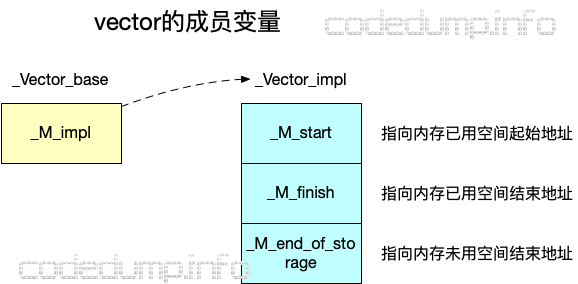 vector的成员变量
codedump.info
_Vector_base
_Vector_impl
_M_impl
_M_start
指向内存已用空间起始地址
_M_finish
指向内存已用空间结束地址
_M_end_of_sto
rage
指向内存未用空间结束地址
codedump.info